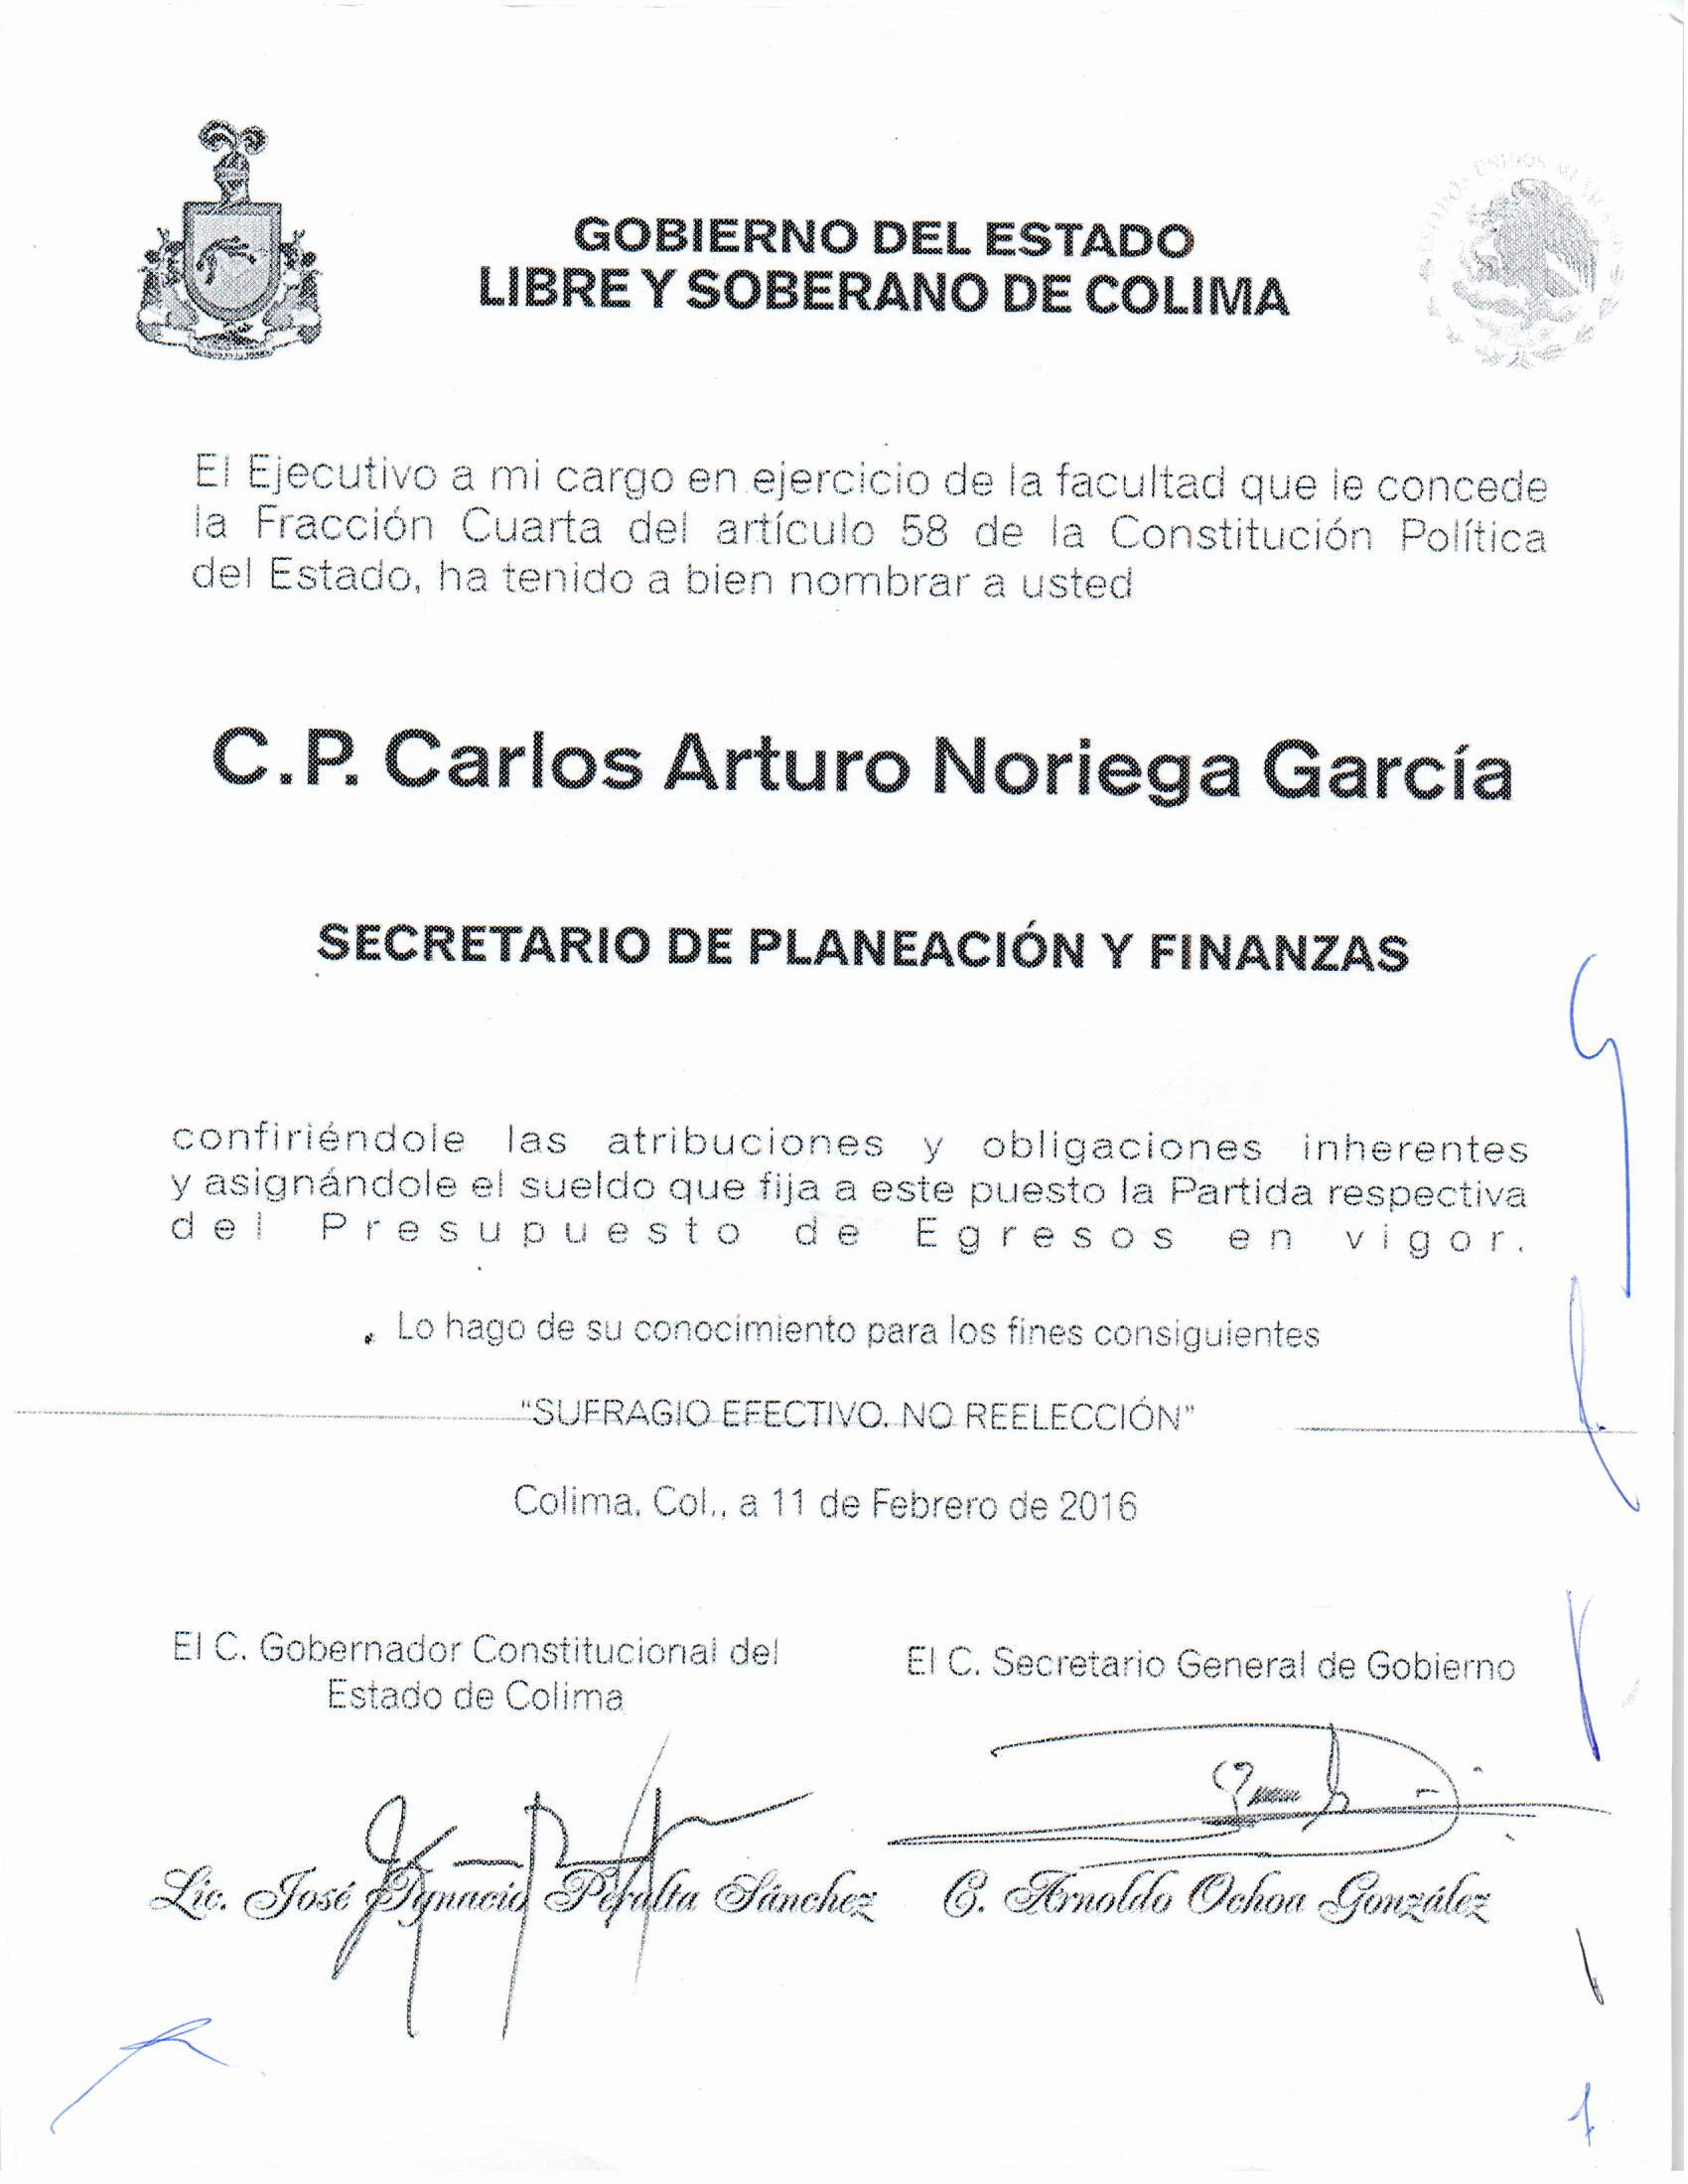 GOBIERNO DEL ESTADO
LIBRE Y SOBERANO DE COLIMA
ESTADOS UNIDOS MEXICANOS
El Ejecutivo a mi cargo en ejercicio de la facultad que le concede
la Fracción Cuarta del artículo 58 de la Constitución Política
del Estado, ha tenido a bien nombrar a usted
C.P. Carlos Arturo Noriega García
SECRETARIO DE PLANEACIÓN Y FINANZAS
confiriéndole las atribuciones y obligaciones inherentes
y asignándole el sueldo que fija a este puesto la Partida respectiva
del Presupuesto de Egresos en vigor.
Lo hago de su conocimiento para los fines consiguientes
“SUFRAGIO EFECTIVO. NO REELECCIÓN”
Colima, Col., a 11 de Febrero de 2016
El C. Gobernador Constitucional del
Estado de Colima
El C. Secretario General de Gobierno
Lic. José Ignacio Peralta Sánchez
C. Arnoldo Ochoa González